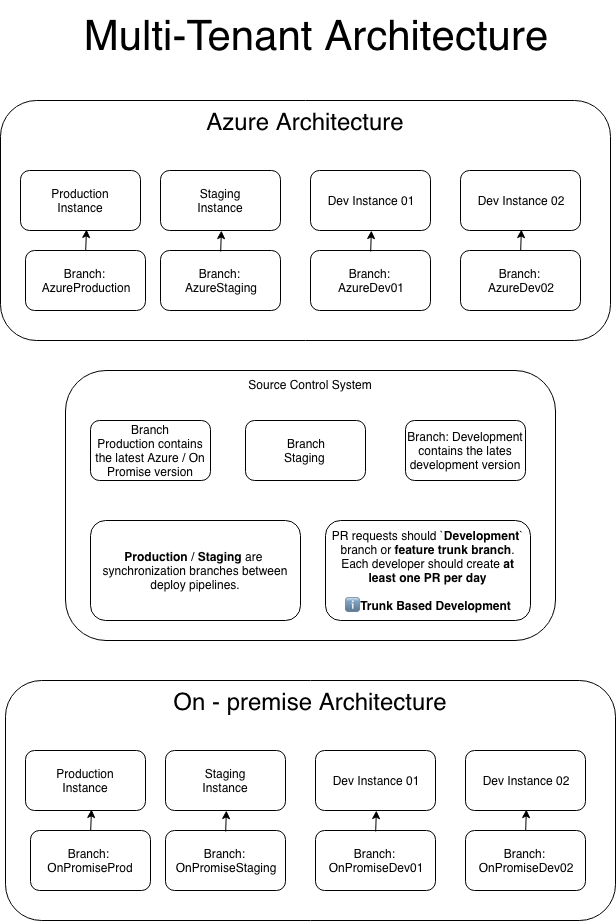 Multi-Tenant Architecture
Azure Architecture
Production
Instance
Staging
Instance
Dev Instance 01
Dev Instance 02
Branch:
AzureProduction
Branch:
AzureStaging
Branch:
AzureDev01
Branch:
AzureDev02
Source Control System
Branch
Production contains
the latest Azure / On
Promise version
Branch
Staging
Branch: Development
contains the lates
development version
Production / Staging are
synchronization branches between
deploy pipelines.
PR requests should `Development`
branch or feature trunk branch.
Each developer should create at
least one PR per day
ℹ️Trunk Based Development
On - premise Architecture
Production
Instance
Staging
Instance
Dev Instance 01
Dev Instance 02
Branch:
OnPromiseProd
Branch:
OnPromiseStaging
Branch:
OnPromiseDev01
Branch:
OnPromiseDev02